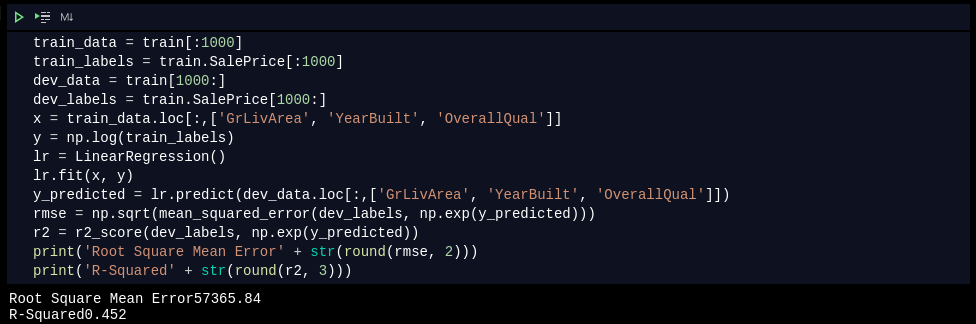 M↓
train_data = train[:1000]
train_labels = train.SalePrice[:1000]
dev_data = train[1000:]
dev_labels = train.SalePrice[1000:]
x = train_data.loc[:,['GrLivArea', 'YearBuilt', 'OverallQual']]
y = np.log(train_labels)
lr = LinearRegression()
lr.fit(x, y)
y_predicted = lr.predict(dev_data.loc[:,['GrLivArea', 'YearBuilt', 'OverallQual']])
rmse = np.sqrt(mean_squared_error(dev_labels, np.exp(y_predicted)))
r2 = r2_score(dev_labels, np.exp(y_predicted))
print('Root Square Mean Error' + str(round(rmse, 2)))
print('R-Squared' + str(round(r2, 3)))
Root Square Mean Error57365.84
R-Squared0.452